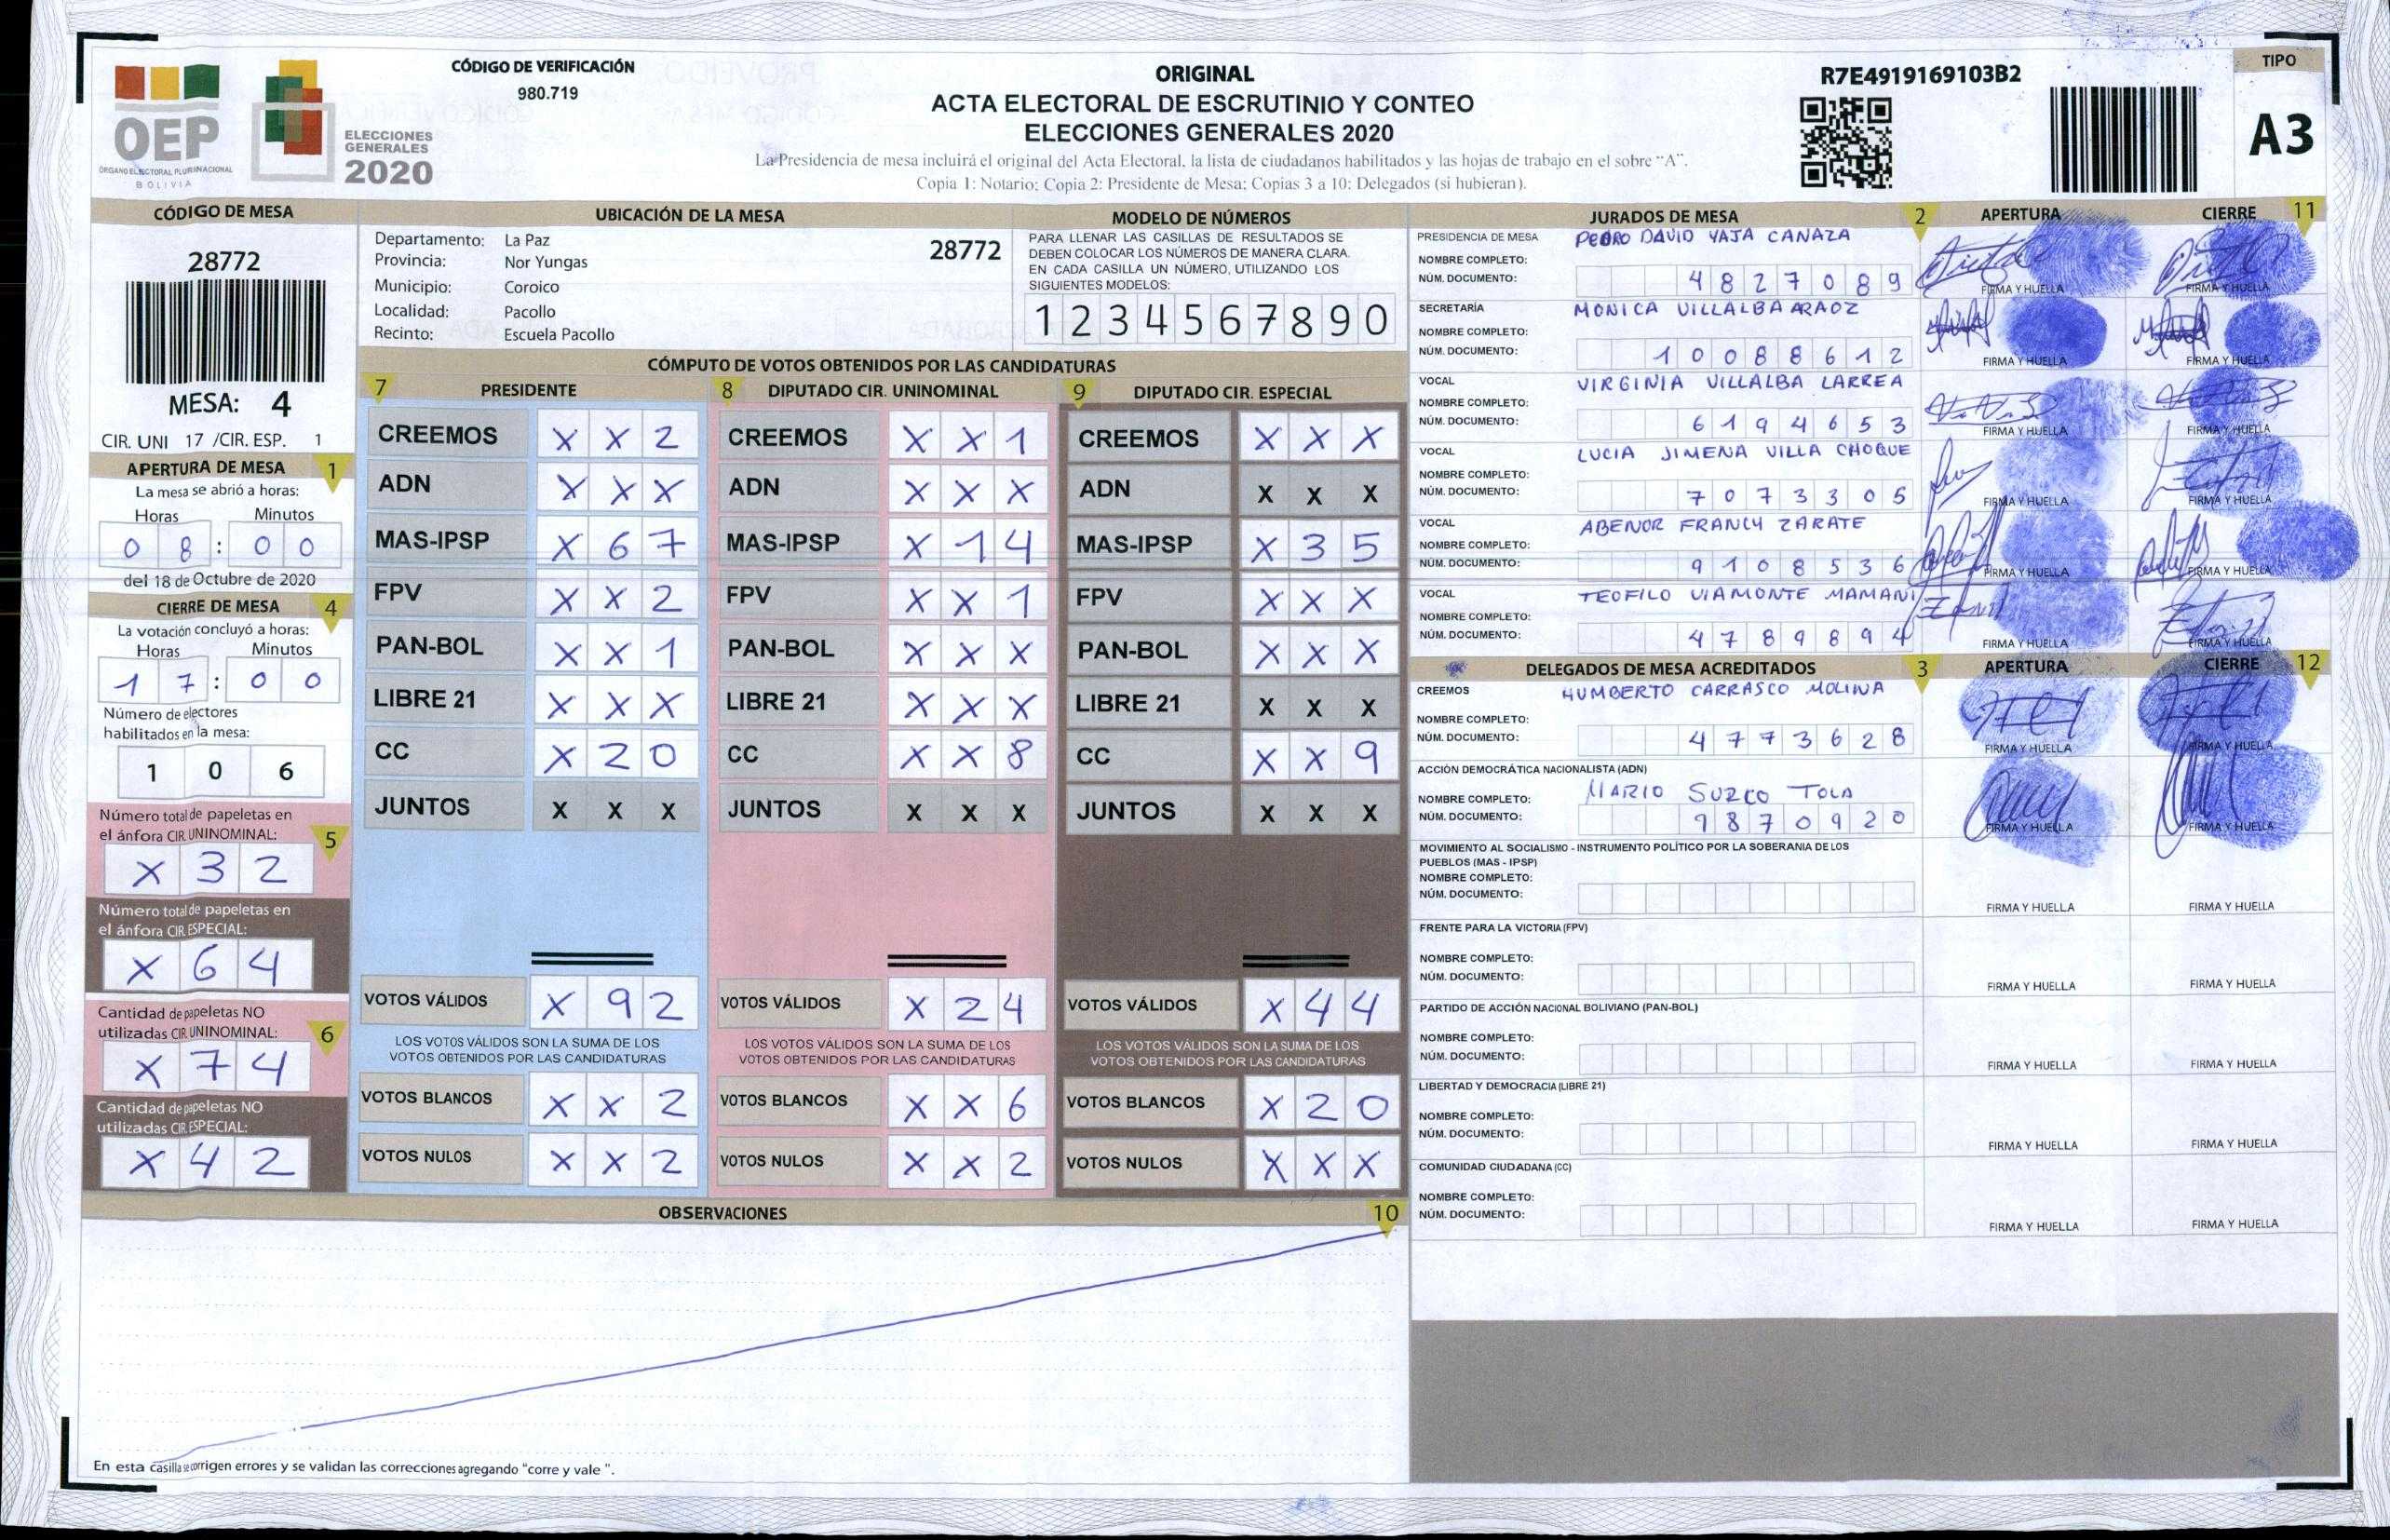 OEP
ÓRGANO ELECTORAL PLURINACIONAL
BOLIVIA
ELECCIONES
GENERALES
2020
CÓDIGO DE VERIFICACIÓN
980.719
ORIGINAL
ACTA ELECTORAL DE ESCRUTINIO Y CONTEO
ELECCIONES GENERALES 2020
La Presidencia de mesa incluirá el original del Acta Electoral, la lista de ciudadanos habilitados y las hojas de trabajo en el sobre "A".
Copia 1: Notario; Copia 2: Presidente de Mesa; Copias 3 a 10: Delegados (si hubieran).
R7E4919169103B2
TIPO
A3
CÓDIGO DE MESA
28772
MESA: 4
CIR. UNI 17 /CIR. ESP. 1
APERTURA DE MESA 1
La mesa se abrió a horas:
Horas Minutos
0 8 : 0 0
del 18 de Octubre de 2020
CIERRE DE MESA 4
La votación concluyó a horas:
Horas Minutos
1 7 : 0 0
Número de electores
habilitados en la mesa:
1 0 6
Número total de papeletas en
el ánfora CIR. UNINOMINAL: 5
X 3 2
Número total de papeletas en
el ánfora CIR. ESPECIAL:
X 6 4
Cantidad de papeletas NO
utilizadas CIR. UNINOMINAL: 6
X 7 4
Cantidad de papeletas NO
utilizadas CIR. ESPECIAL:
X 4 2
UBICACIÓN DE LA MESA
Departamento: La Paz 28772
Provincia: Nor Yungas
Municipio: Coroico
Localidad: Pacollo
Recinto: Escuela Pacollo
MODELO DE NÚMEROS
PARA LLENAR LAS CASILLAS DE RESULTADOS SE
DEBEN COLOCAR LOS NÚMEROS DE MANERA CLARA.
EN CADA CASILLA UN NÚMERO, UTILIZANDO LOS
SIGUIENTES MODELOS:
1 2 3 4 5 6 7 8 9 0
CÓMPUTO DE VOTOS OBTENIDOS POR LAS CANDIDATURAS
7 PRESIDENTE
CREEMOS X X 2
ADN X X X
MAS-IPSP X 6 7
FPV X X 2
PAN-BOL X X 1
LIBRE 21 X X X
CC X 2 0
JUNTOS X X X
VOTOS VÁLIDOS X 9 2
LOS VOTOS VÁLIDOS SON LA SUMA DE LOS
VOTOS OBTENIDOS POR LAS CANDIDATURAS
VOTOS BLANCOS X X 2
VOTOS NULOS X X 2
8 DIPUTADO CIR. UNINOMINAL
CREEMOS X X 1
ADN X X X
MAS-IPSP X 1 4
FPV X X 1
PAN-BOL X X X
LIBRE 21 X X X
CC X X 8
JUNTOS X X X
VOTOS VÁLIDOS X 2 4
LOS VOTOS VÁLIDOS SON LA SUMA DE LOS
VOTOS OBTENIDOS POR LAS CANDIDATURAS
VOTOS BLANCOS X X 6
VOTOS NULOS X X 2
9 DIPUTADO CIR. ESPECIAL
CREEMOS X X X
ADN X X X
MAS-IPSP X 3 5
FPV X X X
PAN-BOL X X X
LIBRE 21 X X X
CC X X 9
JUNTOS X X X
VOTOS VÁLIDOS X 4 4
LOS VOTOS VÁLIDOS SON LA SUMA DE LOS
VOTOS OBTENIDOS POR LAS CANDIDATURAS
VOTOS BLANCOS X 2 0
VOTOS NULOS X X X
OBSERVACIONES 10
En esta casilla se corrigen errores y se validan las correcciones agregando "corre y vale ".
JURADOS DE MESA 2 APERTURA CIERRE 11
PRESIDENCIA DE MESA PEDRO DAVID YAJA CANAZA
NOMBRE COMPLETO:
NÚM. DOCUMENTO: 4 8 2 7 0 8 9
FIRMA Y HUELLA FIRMA Y HUELLA
SECRETARÍA MONICA VILLALBA ARAOZ
NOMBRE COMPLETO:
NÚM. DOCUMENTO: 1 0 0 8 8 6 1 2
FIRMA Y HUELLA FIRMA Y HUELLA
VOCAL VIRGINIA VILLALBA LARREA
NOMBRE COMPLETO:
NÚM. DOCUMENTO: 6 1 9 4 6 5 3
FIRMA Y HUELLA FIRMA Y HUELLA
VOCAL LUCIA JIMENA VILLA CHOQUE
NOMBRE COMPLETO:
NÚM. DOCUMENTO: 7 0 7 3 3 0 5
FIRMA Y HUELLA FIRMA Y HUELLA
VOCAL ABENOR FRANCY ZARATE
NOMBRE COMPLETO:
NÚM. DOCUMENTO: 9 1 0 8 5 3 6
FIRMA Y HUELLA FIRMA Y HUELLA
VOCAL TEOFILO VIAMONTE MAMANI
NOMBRE COMPLETO:
NÚM. DOCUMENTO: 4 7 8 9 8 9 4
FIRMA Y HUELLA FIRMA Y HUELLA
DELEGADOS DE MESA ACREDITADOS 3 APERTURA CIERRE 12
CREEMOS HUMBERTO CARRASCO MOLINA
NOMBRE COMPLETO:
NÚM. DOCUMENTO: 4 7 7 3 6 2 8
FIRMA Y HUELLA FIRMA Y HUELLA
ACCIÓN DEMOCRÁTICA NACIONALISTA (ADN)
NOMBRE COMPLETO: MARIO SUZCO TOLA
NÚM. DOCUMENTO: 9 8 7 0 9 2 0
FIRMA Y HUELLA FIRMA Y HUELLA
MOVIMIENTO AL SOCIALISMO - INSTRUMENTO POLÍTICO POR LA SOBERANIA DE LOS
PUEBLOS (MAS - IPSP)
NOMBRE COMPLETO:
NÚM. DOCUMENTO:
FIRMA Y HUELLA FIRMA Y HUELLA
FRENTE PARA LA VICTORIA (FPV)
NOMBRE COMPLETO:
NÚM. DOCUMENTO:
FIRMA Y HUELLA FIRMA Y HUELLA
PARTIDO DE ACCIÓN NACIONAL BOLIVIANO (PAN-BOL)
NOMBRE COMPLETO:
NÚM. DOCUMENTO:
FIRMA Y HUELLA FIRMA Y HUELLA
LIBERTAD Y DEMOCRACIA (LIBRE 21)
NOMBRE COMPLETO:
NÚM. DOCUMENTO:
FIRMA Y HUELLA FIRMA Y HUELLA
COMUNIDAD CIUDADANA (CC)
NOMBRE COMPLETO:
NÚM. DOCUMENTO:
FIRMA Y HUELLA FIRMA Y HUELLA